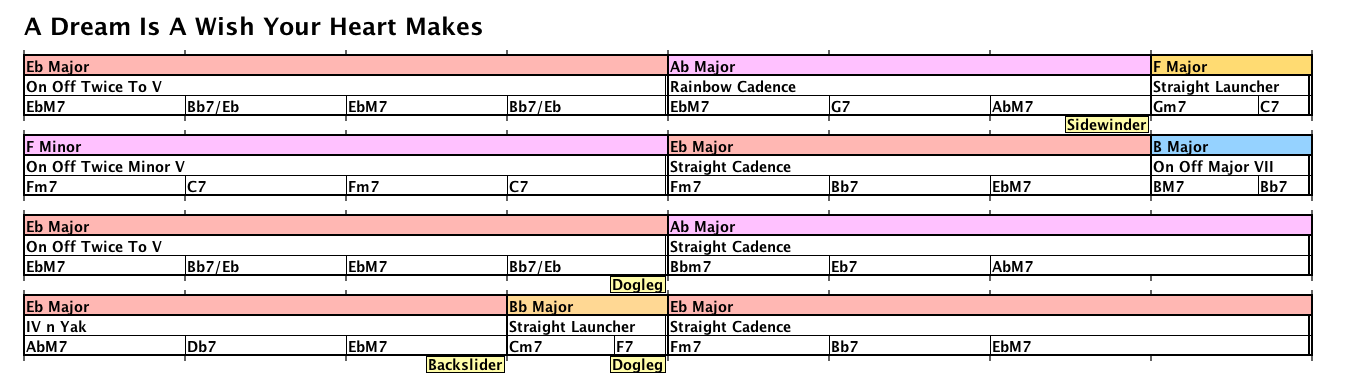 A Dream Is A Wish Your Heart Makes
Eb Major Ab Major F Major
On Off Twice To V Rainbow Cadence Straight Launcher
EbM7 Bb7/Eb EbM7 Bb7/Eb EbM7 G7 AbM7 Gm7 C7
Sidewinder
F Minor Eb Major B Major
On Off Twice Minor V Straight Cadence On Off Major VII
Fm7 C7 Fm7 C7 Fm7 Bb7 EbM7 BM7 Bb7
Eb Major Ab Major
On Off Twice To V Straight Cadence
EbM7 Bb7/Eb EbM7 Bb7/Eb Bbm7 Eb7 AbM7
Dogleg
Eb Major Bb Major Eb Major
IV n Yak Straight Launcher Straight Cadence
AbM7 Db7 EbM7 Cm7 F7 Fm7 Bb7 EbM7
Backslider Dogleg